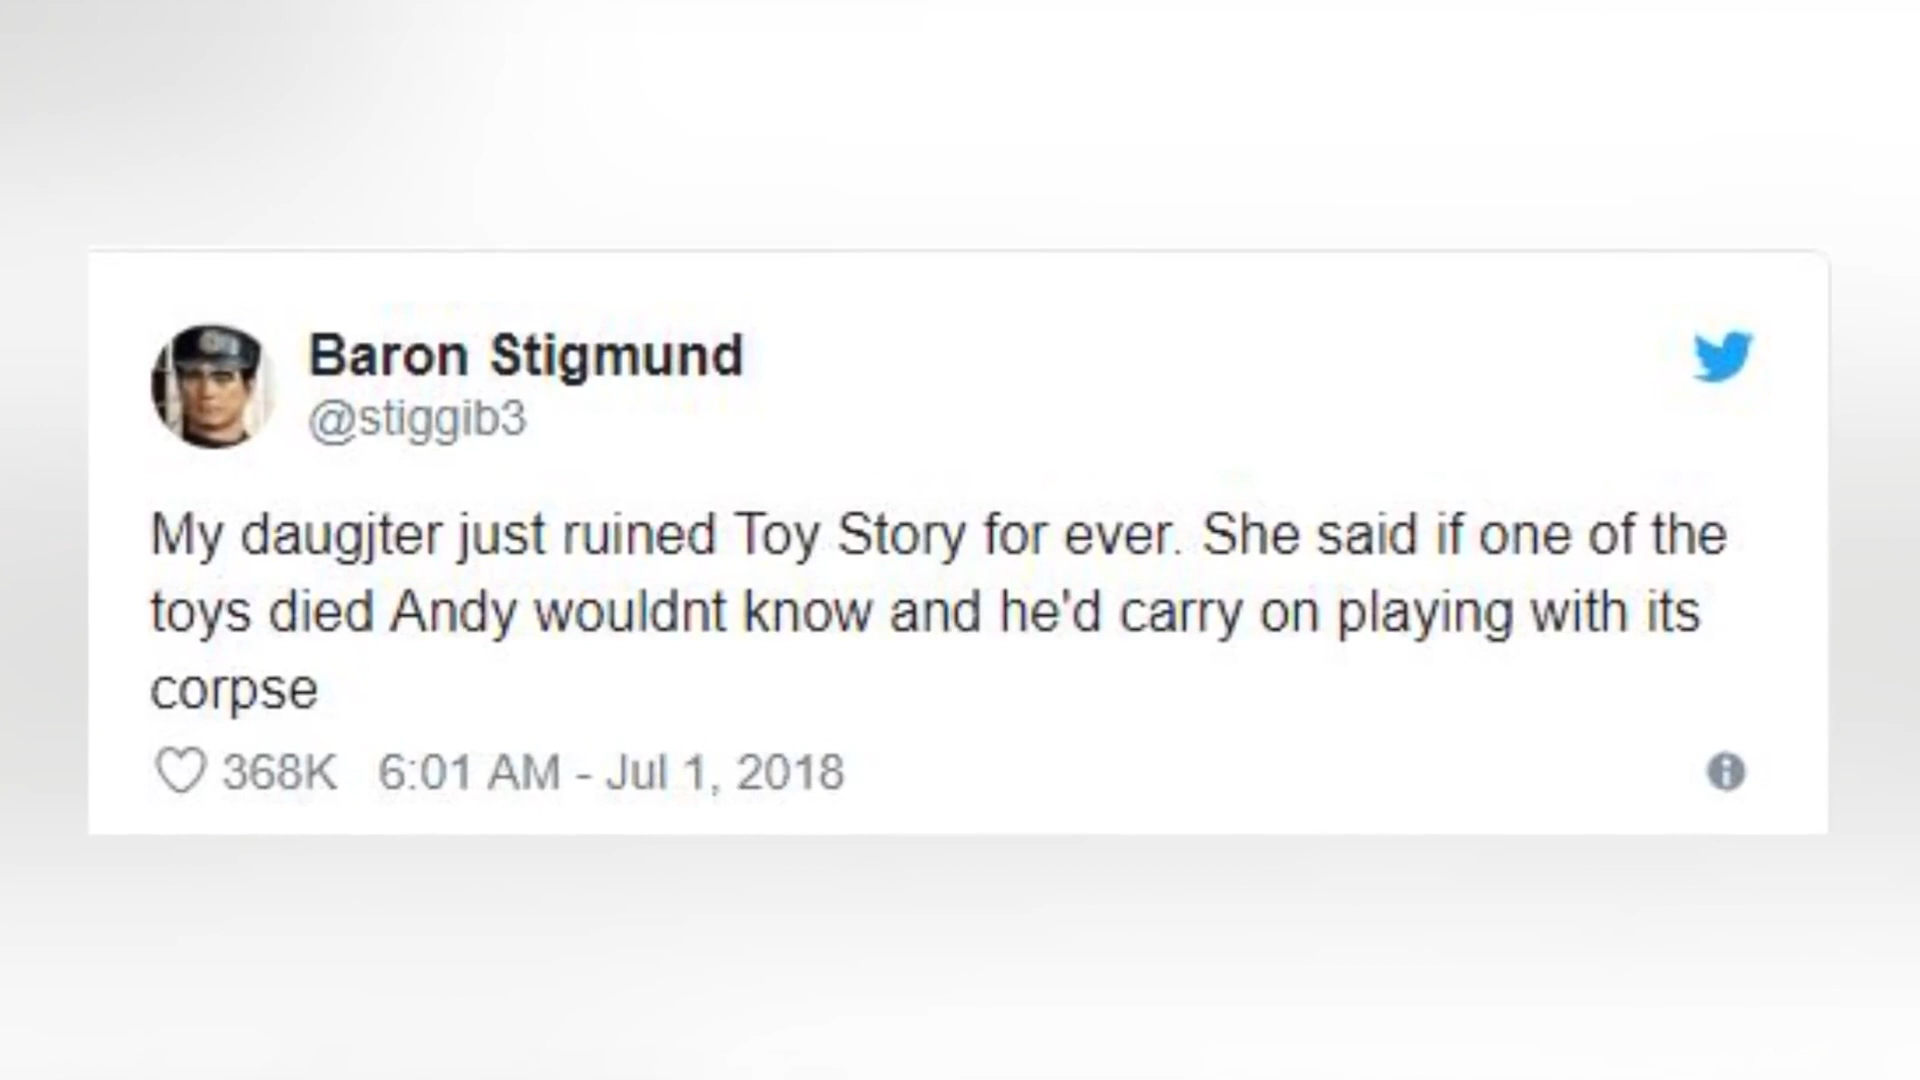 Baron Stigmund
@stiggib3
My daugjter just ruined Toy Story for ever. She said if one of the
toys died Andy wouldnt know and he'd carry on playing with its
corpse
368K 6:01 AM - Jul 1, 2018